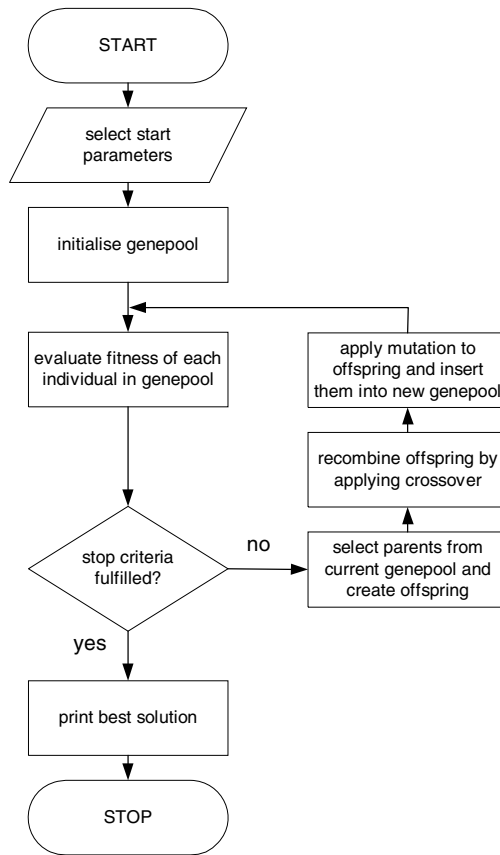 START
select start
parameters
initialise genepool
evaluate fitness of each
individual in genepool
stop criteria
fulfilled?
no
select parents from
current genepool and
create offspring
recombine offspring by
applying crossover
apply mutation to
offspring and insert
them into new genepool
yes
print best solution
STOP